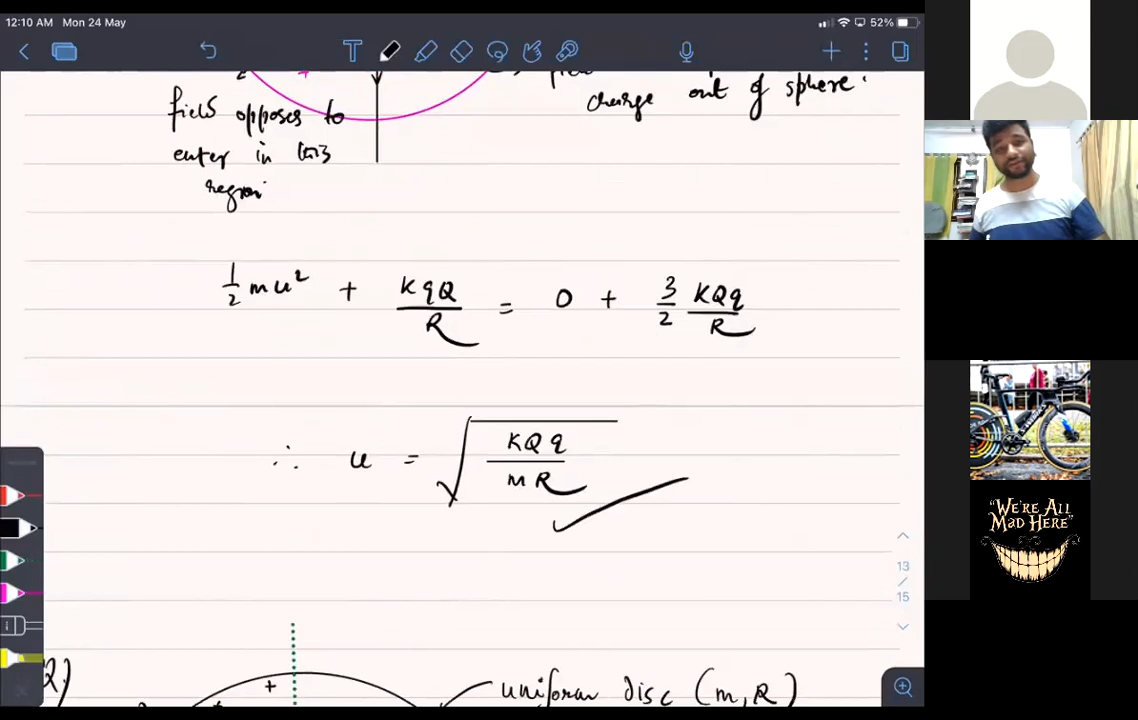 12:10 AM Mon 24 May
52%
T
charge out of sphere
field opposes to
enter in this
region
1/2 mu² + KqQ/R = 0 + 3/2 KQq/R
∴ u = √(KQq/mR)
13
/
15
2)
+
uniform disc (m, R)
"WE'RE ALL
MAD HERE"